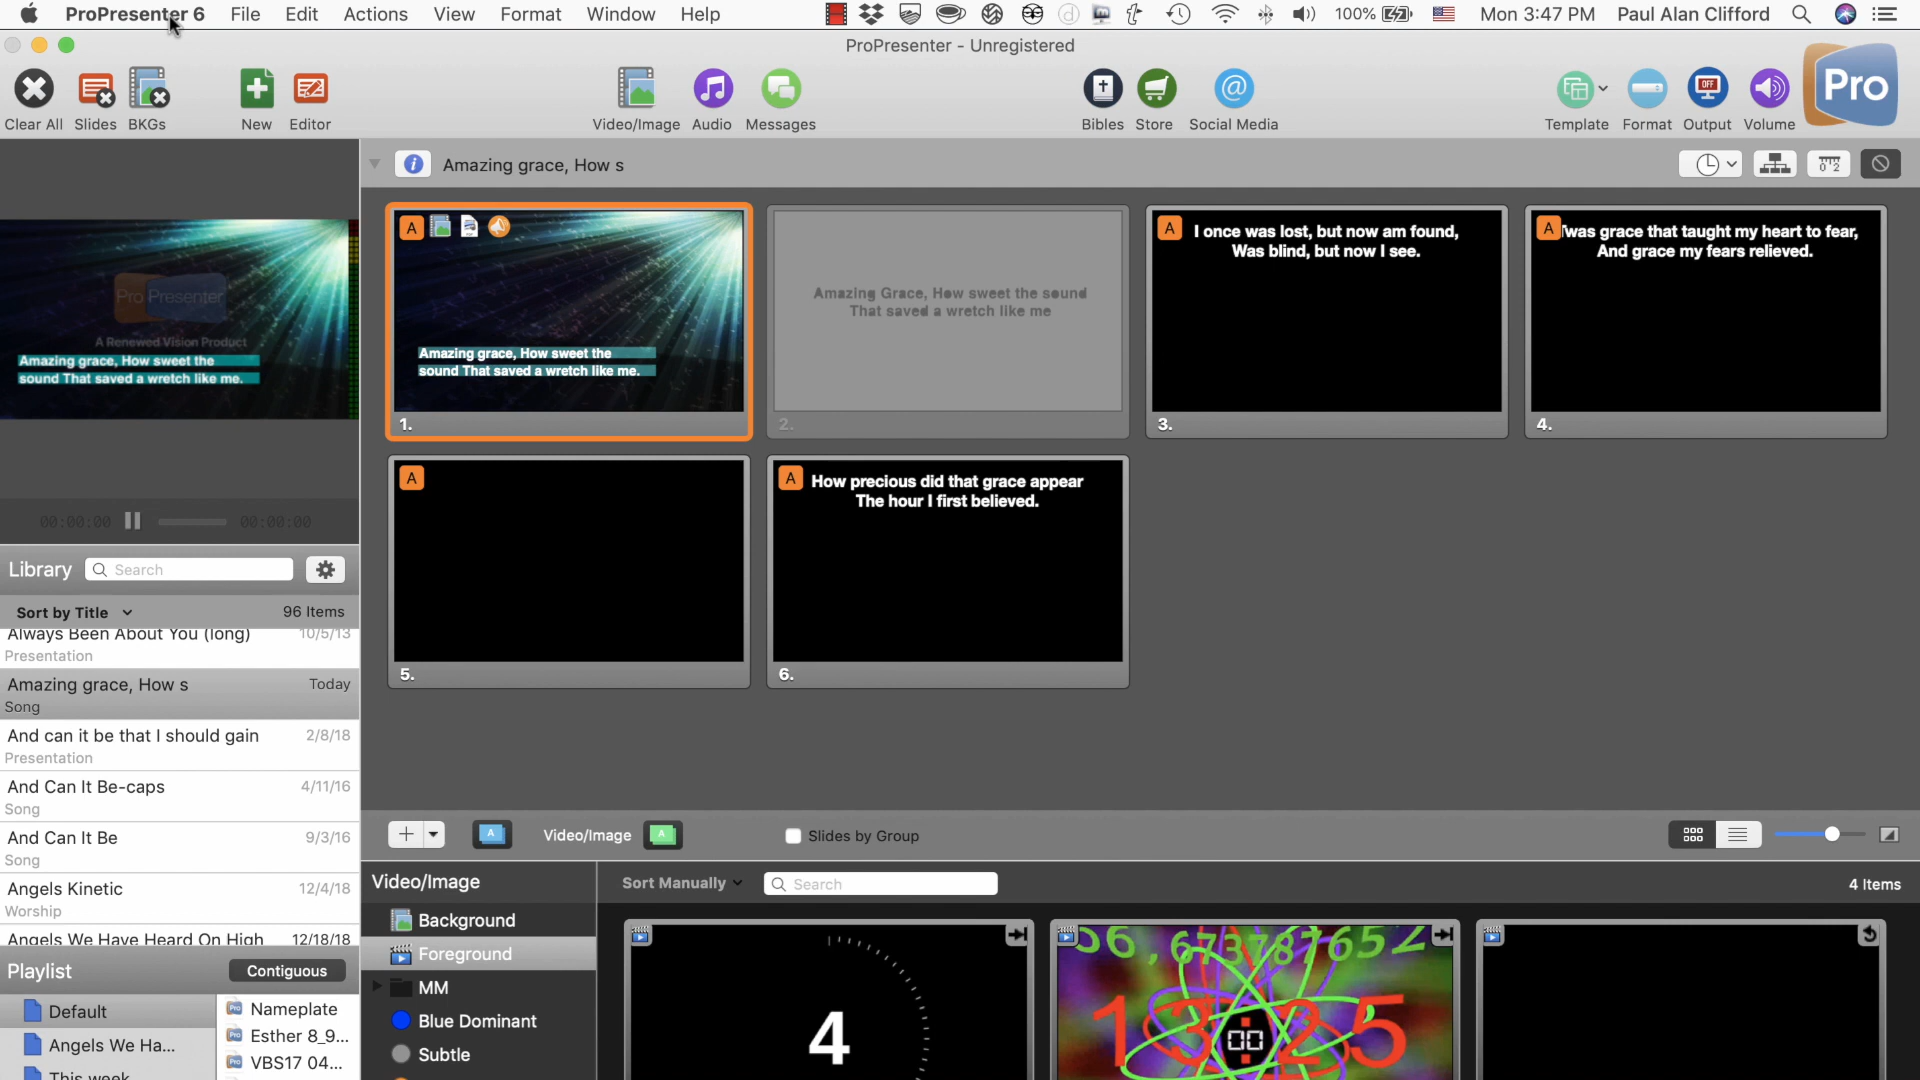 ProPresenter 6 File Edit Actions View Format Window Help 100% Mon 3:47 PM Paul Alan Clifford
ProPresenter - Unregistered
Clear All Slides BKGs New Editor Video/Image Audio Messages Bibles Store Social Media Template Format Output Volume
OFF
Pro
Amazing grace, How s
A
Amazing grace, How sweet the
sound That saved a wretch like me.
1.
Amazing Grace, How sweet the sound
That saved a wretch like me
2.
A
I once was lost, but now am found,
Was blind, but now I see.
3.
A
was grace that taught my heart to fear,
And grace my fears relieved.
4.
A
5.
A
How precious did that grace appear
The hour I first believed.
6.
ProPresenter
A Renewed Vision Product
Amazing grace, How sweet the
sound That saved a wretch like me.
00:00:00 00:00:00
Library Search
Sort by Title 96 Items
Always Been About You (long) 10/5/13
Presentation
Amazing grace, How s Today
Song
And can it be that I should gain 2/8/18
Presentation
And Can It Be-caps 4/11/16
Song
And Can It Be 9/3/16
Song
Angels Kinetic 12/4/18
Worship
Angels We Have Heard On High 12/18/18
Playlist Contiguous
Default
Angels We Ha...
This week
Nameplate
Esther 8_9...
VBS17 04...
A Video/Image A Slides by Group
Video/Image
Background
Foreground
MM
Blue Dominant
Subtle
Sort Manually Search 4 Items
4
56,673787652
13 00 25